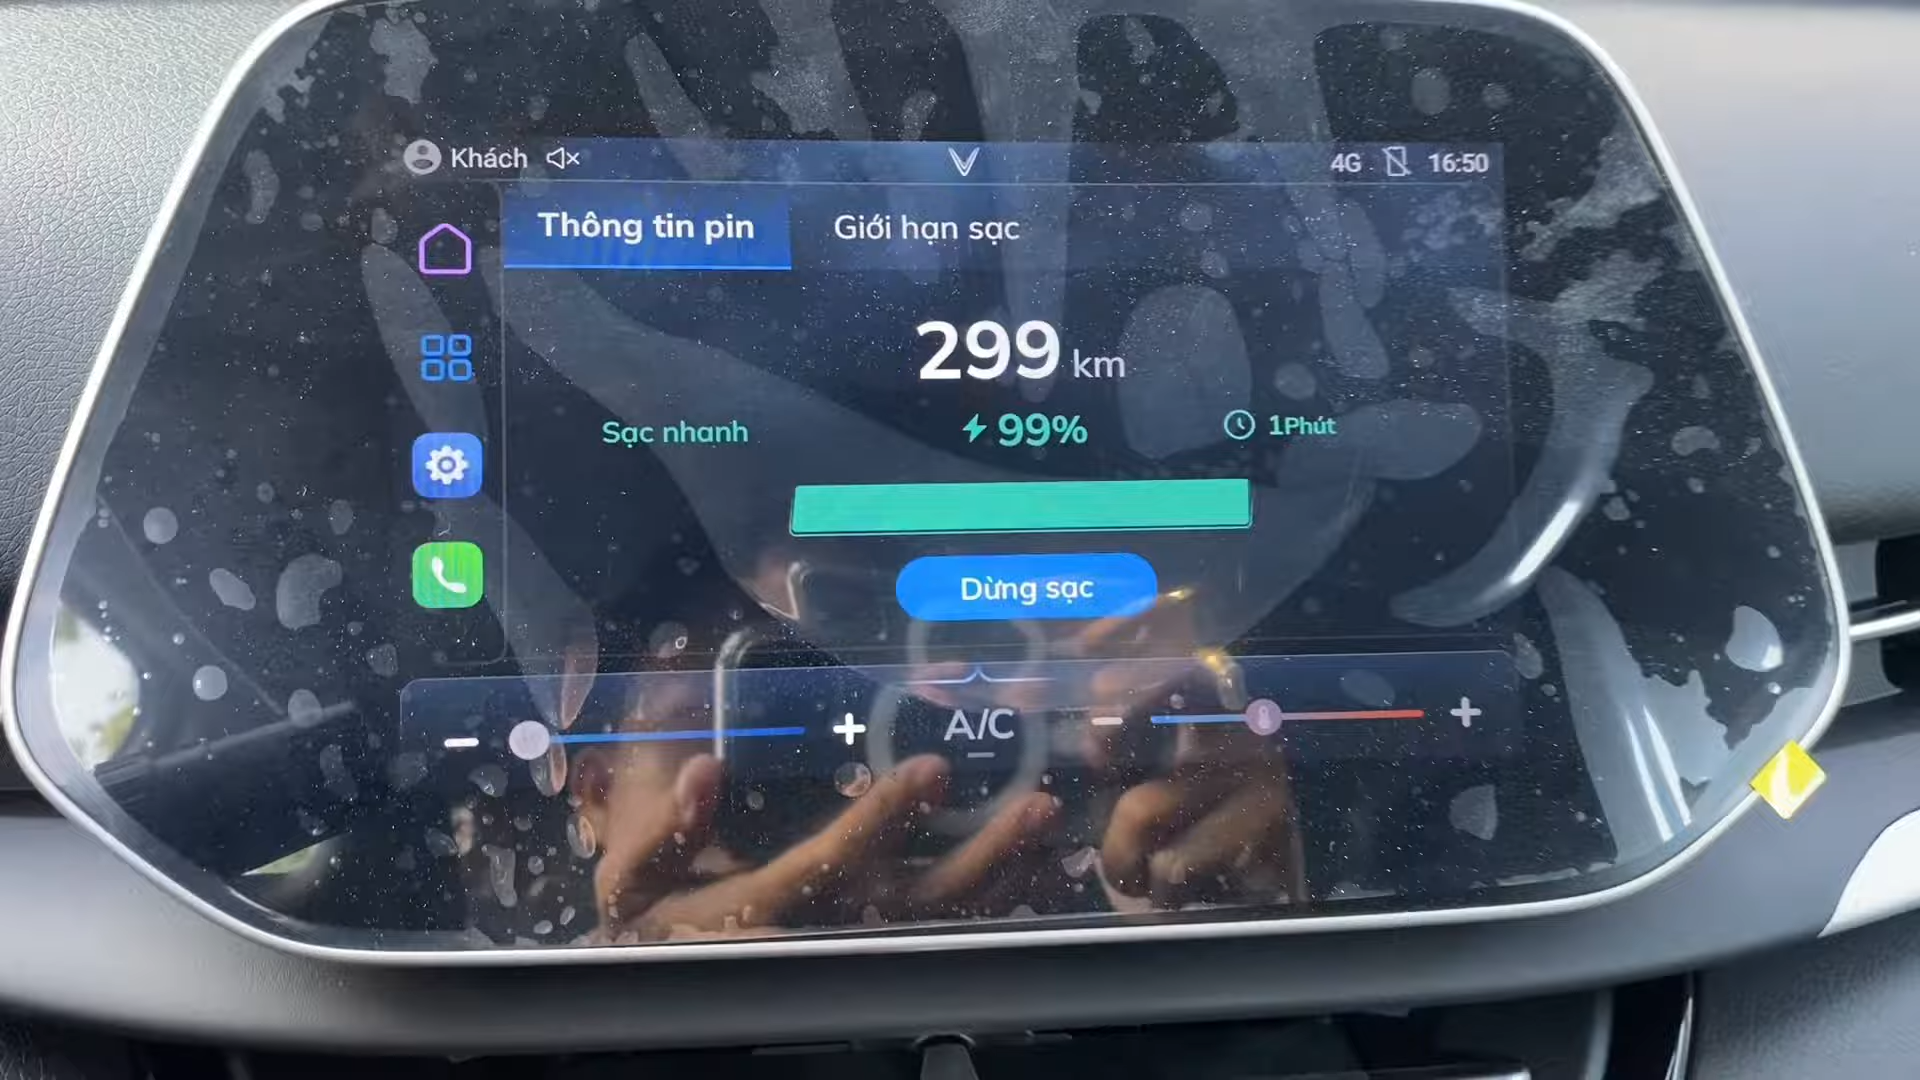 Khách
4G 16:50
Thông tin pin Giới hạn sạc
299 km
Sạc nhanh 99% 1Phút
Dừng sạc
A/C